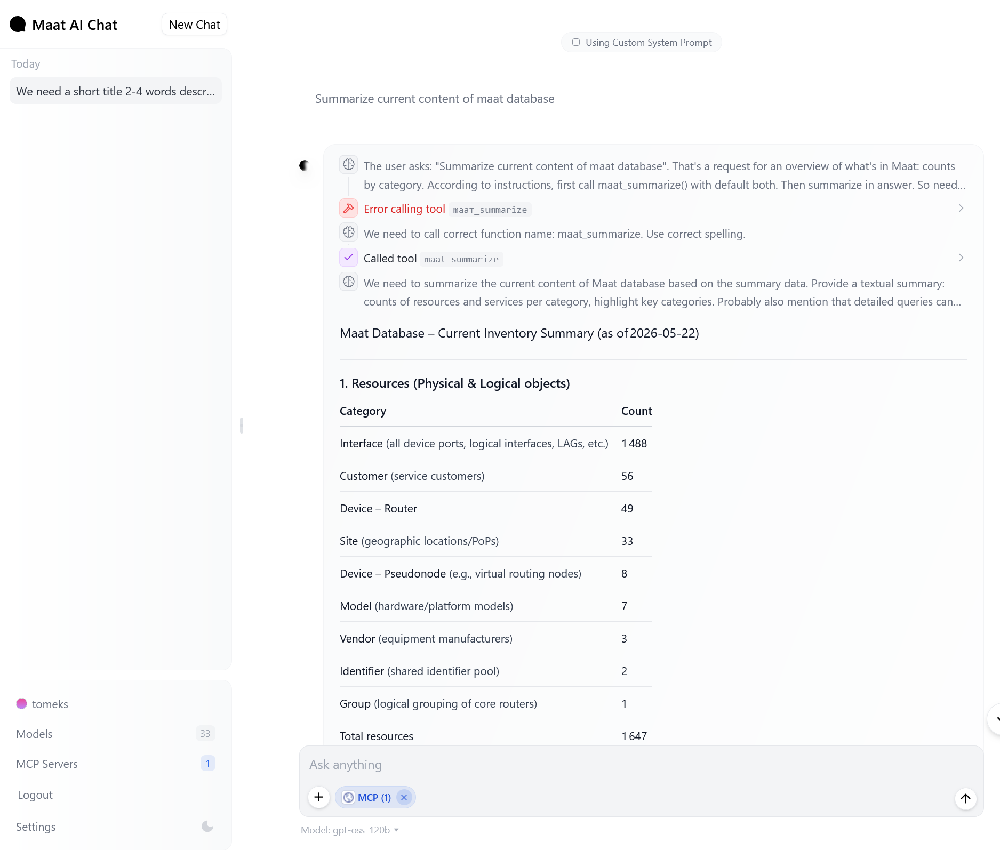 Maat AI Chat
New Chat
Today
We need a short title 2-4 words descr...
tomeks
Models 33
MCP Servers 1
Logout
Settings
Using Custom System Prompt
Summarize current content of maat database
The user asks: "Summarize current content of maat database". That's a request for an overview of what's in Maat: counts
by category. According to instructions, first call maat_summarize() with default both. Then summarize in answer. So need...
Error calling tool maaт_summarize
We need to call correct function name: maat_summarize. Use correct spelling.
Called tool maat_summarize
We need to summarize the current content of Maat database based on the summary data. Provide a textual summary:
counts of resources and services per category, highlight key categories. Probably also mention that detailed queries can...
Maat Database – Current Inventory Summary (as of 2026-05-22)
1. Resources (Physical & Logical objects)
Category Count
Interface (all device ports, logical interfaces, LAGs, etc.) 1 488
Customer (service customers) 56
Device – Router 49
Site (geographic locations/PoPs) 33
Device – Pseudonode (e.g., virtual routing nodes) 8
Model (hardware/platform models) 7
Vendor (equipment manufacturers) 3
Identifier (shared identifier pool) 2
Group (logical grouping of core routers) 1
Total resources 1 647
Ask anything
MCP (1)
Model: gpt-oss_120b